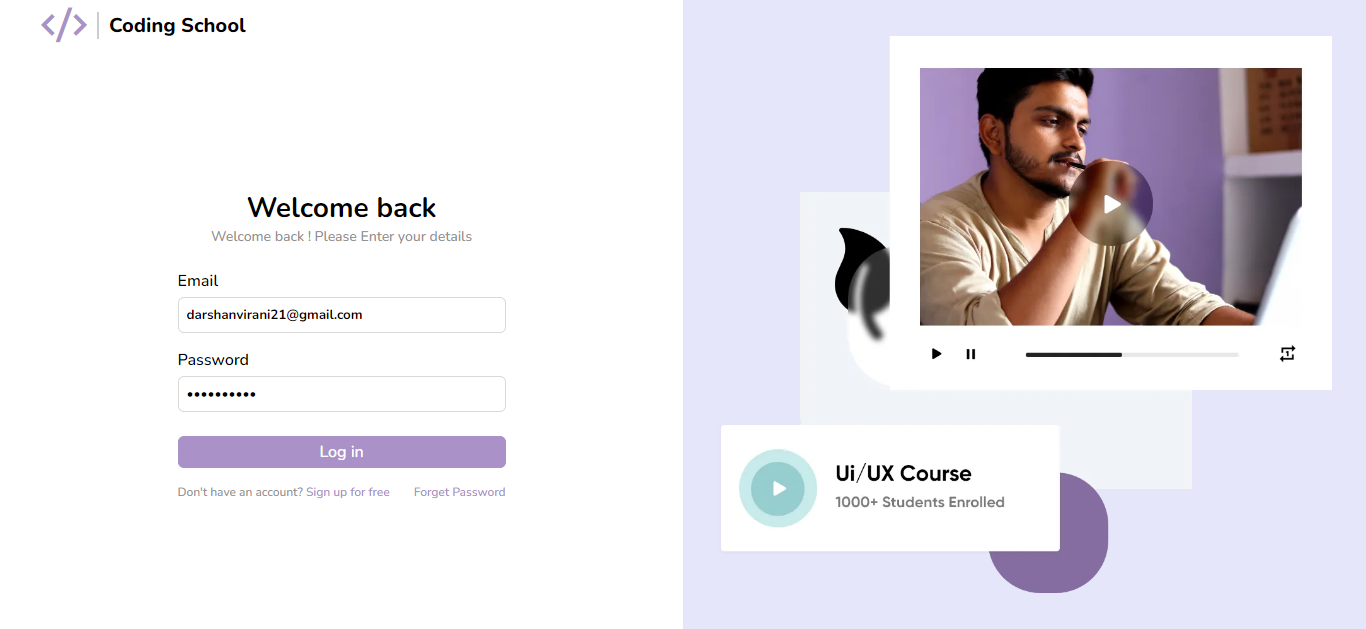 Coding School
Welcome back
Welcome back ! Please Enter your details
Email
darshanvirani21@gmail.com
Password
••••••••••
Log in
Don't have an account? Sign up for free
Forget Password
Ui/UX Course
1000+ Students Enrolled